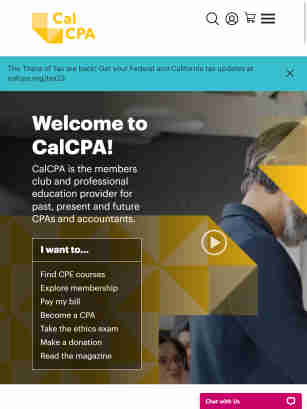 Cal
CPA
The Titans of Tax are back! Get your Federal and California tax updates at
calcpa.org/tax23
Welcome to
CalCPA!
CalCPA is the members
club and professional
education provider for
past, present and future
CPAs and accountants.
I want to...
Find CPE courses
Explore membership
Pay my bill
Become a CPA
Take the ethics exam
Make a donation
Read the magazine
Chat with Us